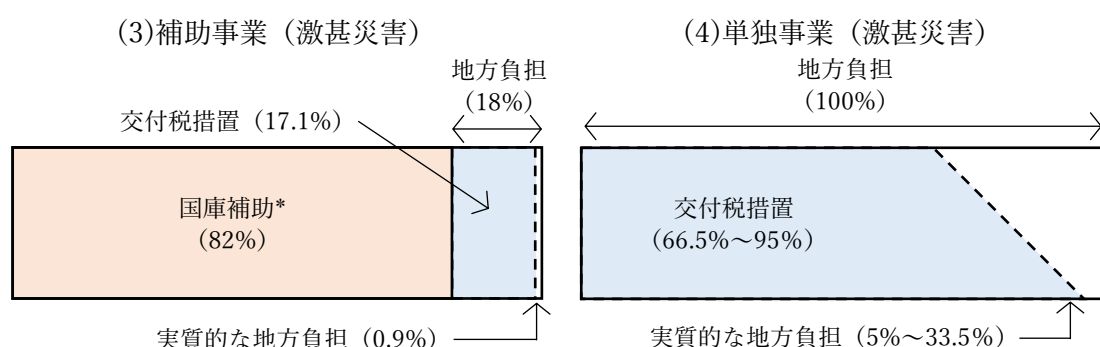 (3)補助事業（激甚災害）
地方負担
(18%)
交付税措置（17.1%）
国庫補助*
(82%)
実質的な地方負担（0.9%）
(4)単独事業（激甚災害）
地方負担
(100%)
交付税措置
(66.5%～95%)
実質的な地方負担（5%～33.5%）